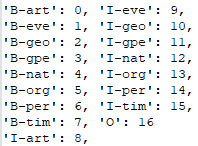 'B-art': 0, 'I-eve': 9,
'B-eve': 1, 'I-geo': 10,
'B-geo': 2, 'I-gpe': 11,
'B-gpe': 3, 'I-nat': 12,
'B-nat': 4, 'I-org': 13,
'B-org': 5, 'I-per': 14,
'B-per': 6, 'I-tim': 15,
'B-tim': 7, 'O': 16
'I-art': 8,